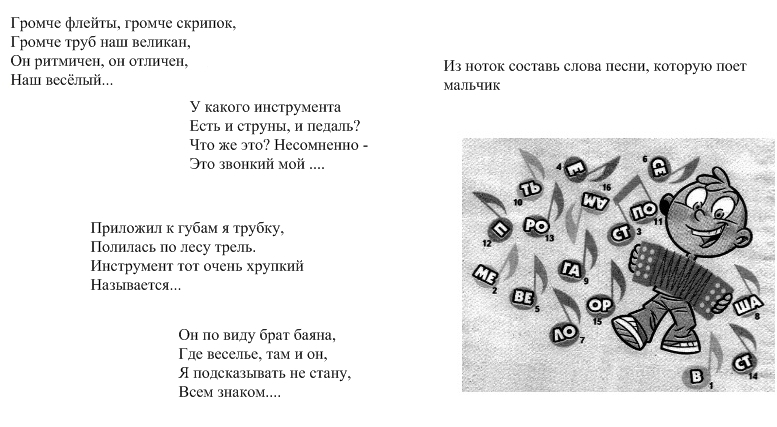 Громче флейты, громче скрипок,
Громче труб наш великан,
Он ритмичен, он отличен,
Наш весёлый...
У какого инструмента
Есть и струны, и педаль?
Что же это? Несомненно -
Это звонкий мой ....
Приложил к губам я трубку,
Полилась по лесу трель.
Инструмент тот очень хрупкий
Называется...
Он по виду брат баяна,
Где веселье, там и он,
Я подсказывать не стану,
Всем знаком....
Из ноток составь слова песни, которую поет
мальчик
4 Е
6 СЕ
10 ТЬ
16 АМ
11 ПО
12 П
13 РО
3 СТ
2 МЕ
9 ГА
5 ВЕ
15 ОР
8 ША
7 ЛО
1 В
14 СТ